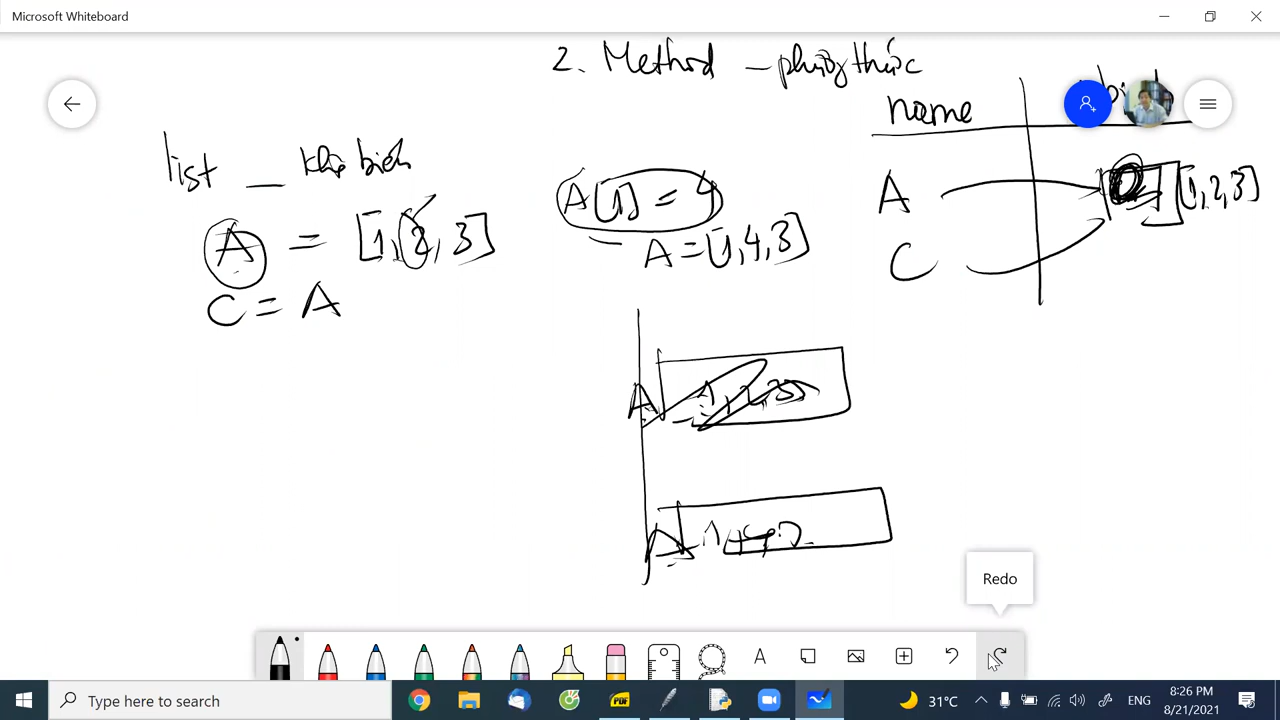 Microsoft Whiteboard
2. Method - phương thức
name
list - khả biến
A = [1, 2, 3]
A[1] = 4
A = [1,4,3]
A
[1,2,3]
C
C = A
A
A
Redo
A
Type here to search
31°C
ENG
8:26 PM
8/21/2021